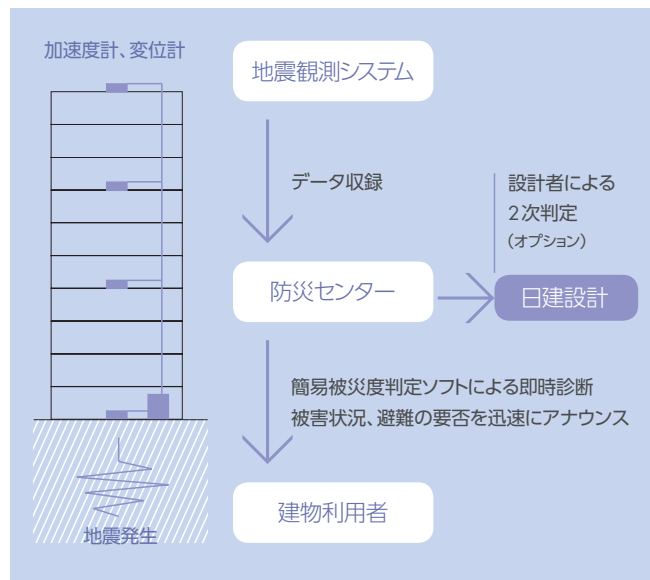 加速度計、変位計
地震観測システム
データ収録
設計者による
2次判定
(オプション)
防災センター
日建設計
簡易被災度判定ソフトによる即時診断
被害状況、避難の要否を迅速にアナウンス
建物利用者
地震発生